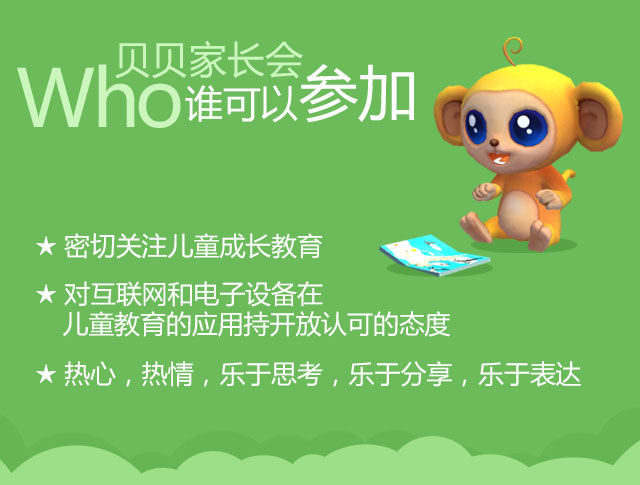 贝贝家长会
Who谁可以参加
★ 密切关注儿童成长教育
★ 对互联网和电子设备在
儿童教育的应用持开放认可的态度
★ 热心，热情，乐于思考，乐于分享，乐于表达